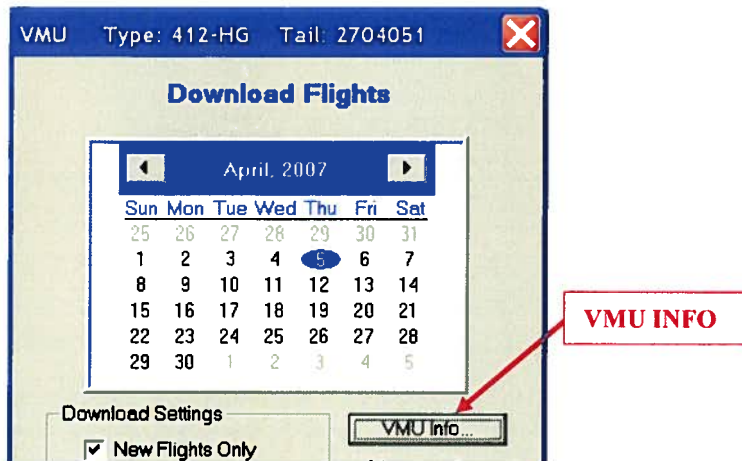 VMU Type: 412-HG Tail: 2704051
Download Flights
April, 2007
Sun Mon Tue Wed Thu Fri Sat
25 26 27 28 29 30 31
1 2 3 4 5 6 7
8 9 10 11 12 13 14
15 16 17 18 19 20 21
22 23 24 25 26 27 28
29 30 1 2 3 4 5
VMU INFO
Download Settings
VMU Info...
New Flights Only